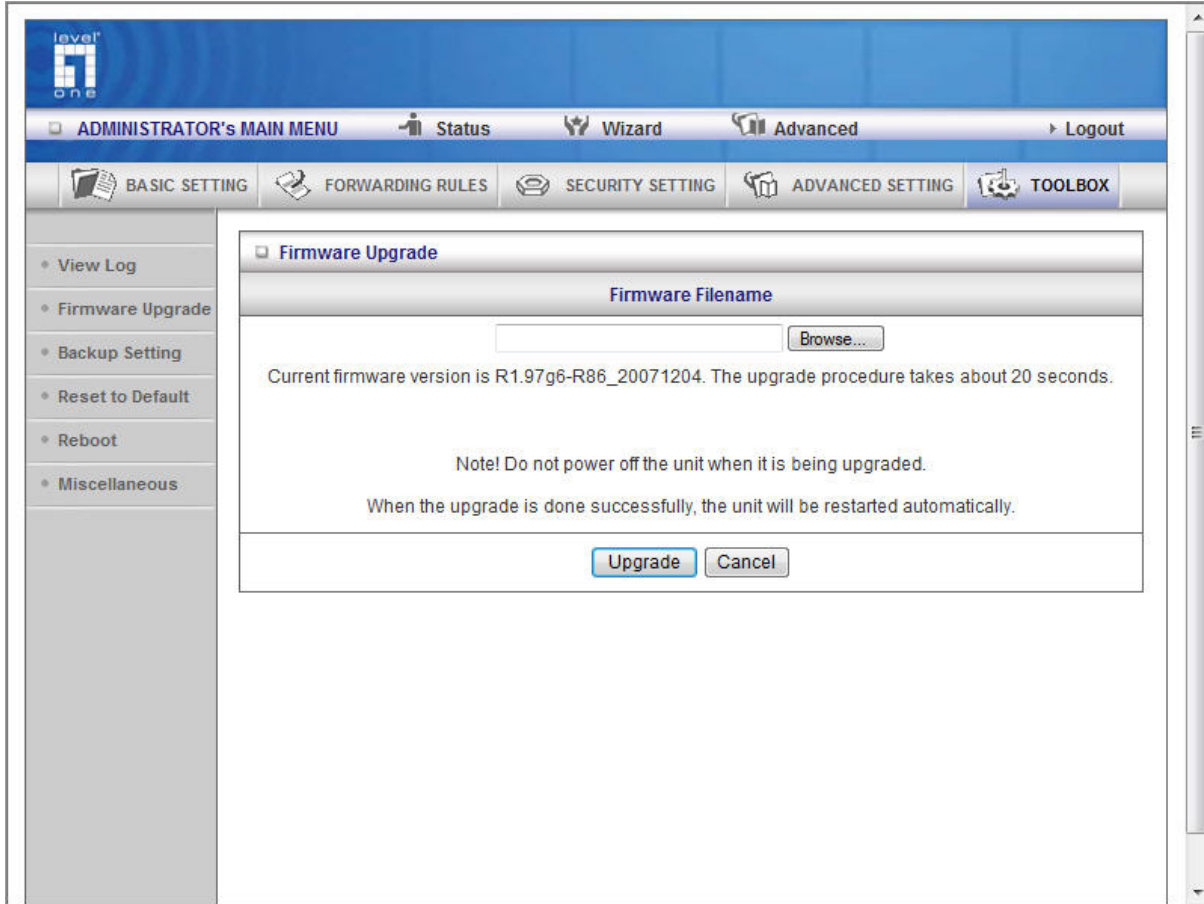 level
one
ADMINISTRATOR's MAIN MENU Status Wizard Advanced Logout
BASIC SETTING FORWARDING RULES SECURITY SETTING ADVANCED SETTING TOOLBOX
View Log
Firmware Upgrade
Backup Setting
Reset to Default
Reboot
Miscellaneous
Firmware Upgrade
Firmware Filename
Browse...
Current firmware version is R1.97g6-R86_20071204. The upgrade procedure takes about 20 seconds.
Note! Do not power off the unit when it is being upgraded.
When the upgrade is done successfully, the unit will be restarted automatically.
Upgrade Cancel